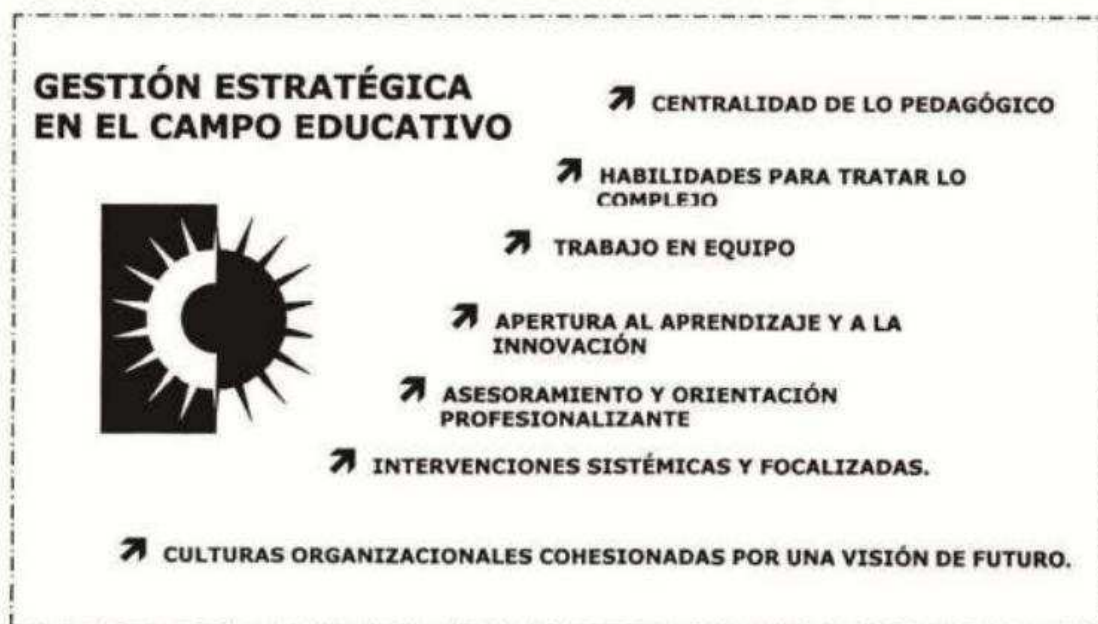 GESTIÓN ESTRATÉGICA
EN EL CAMPO EDUCATIVO
CENTRALIDAD DE LO PEDAGÓGICO
HABILIDADES PARA TRATAR LO
COMPLEJO
TRABAJO EN EQUIPO
APERTURA AL APRENDIZAJE Y A LA
INNOVACIÓN
ASESORAMIENTO Y ORIENTACIÓN
PROFESIONALIZANTE
INTERVENCIONES SISTÉMICAS Y FOCALIZADAS.
CULTURAS ORGANIZACIONALES COHESIONADAS POR UNA VISIÓN DE FUTURO.